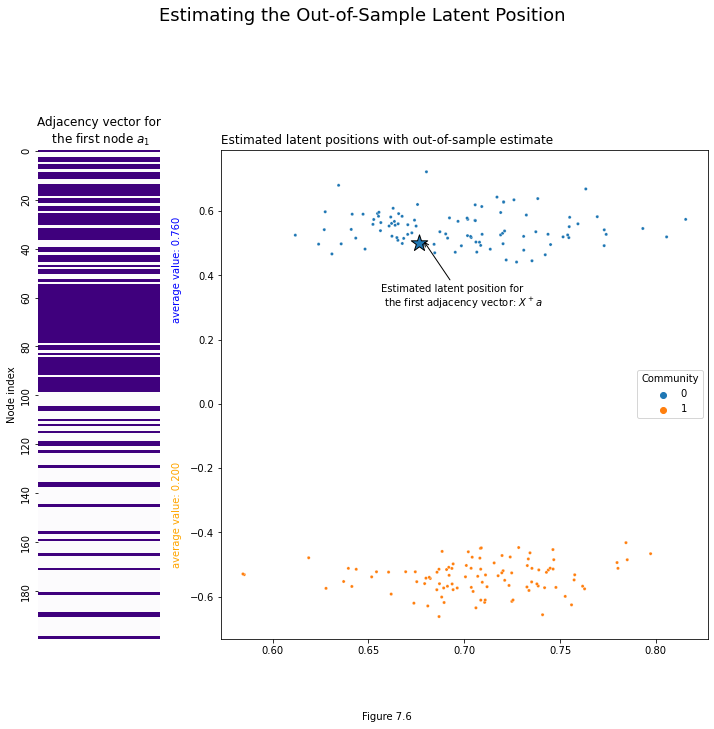 Estimating the Out-of-Sample Latent Position
Adjacency vector for
the first node a₁
Estimated latent positions with out-of-sample estimate
0
20
40
60
80
100
120
140
160
180
Node index
average value: 0.760
average value: 0.200
0.6
0.4
0.2
0.0
−0.2
−0.4
−0.6
Estimated latent position for
the first adjacency vector: X⁺a
Community
0
1
0.60
0.65
0.70
0.75
0.80
Figure 7.6